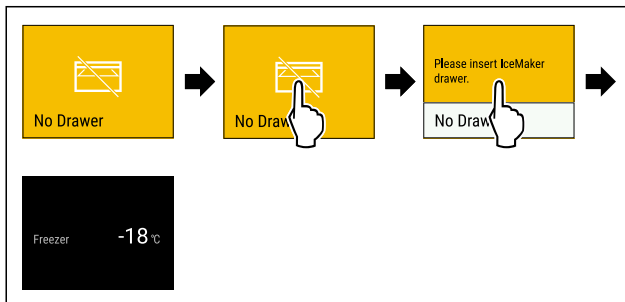 No Drawer
No Draw
Please insert IceMaker
drawer.
No Draw
Freezer -18 °C